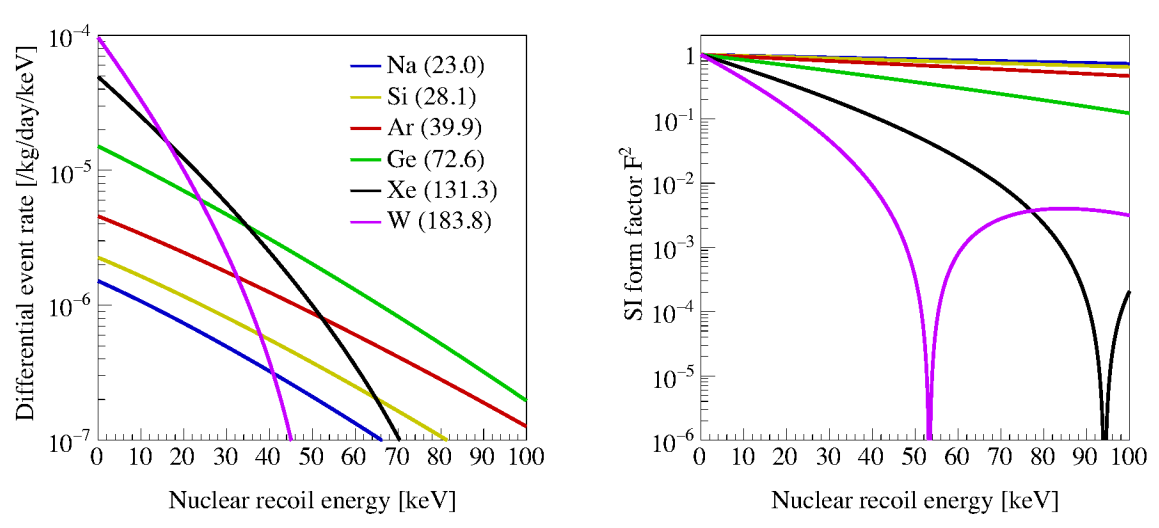 Differential event rate [/kg/day/keV]
10⁻⁴
10⁻⁵
10⁻⁶
10⁻⁷
Na (23.0)
Si (28.1)
Ar (39.9)
Ge (72.6)
Xe (131.3)
W (183.8)
0 10 20 30 40 50 60 70 80 90 100
Nuclear recoil energy [keV]
SI form factor F²
1
10⁻¹
10⁻²
10⁻³
10⁻⁴
10⁻⁵
10⁻⁶
0 10 20 30 40 50 60 70 80 90 100
Nuclear recoil energy [keV]